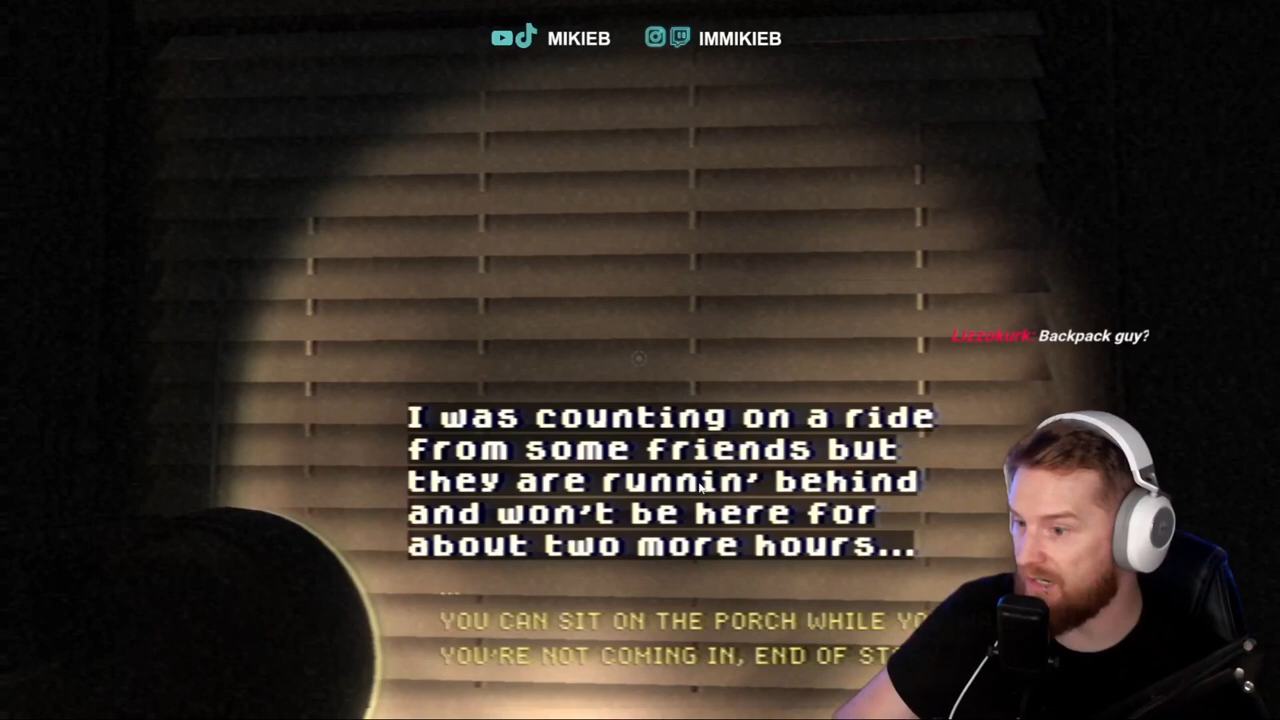 MIKIEB IMMIKIEB
Lizzokurk: Backpack guy?
I was counting on a ride
from some friends but
they are runnin' behind
and won't be here for
about two more hours...
...
YOU CAN SIT ON THE PORCH WHILE
YOU'RE NOT COMING IN, END OF